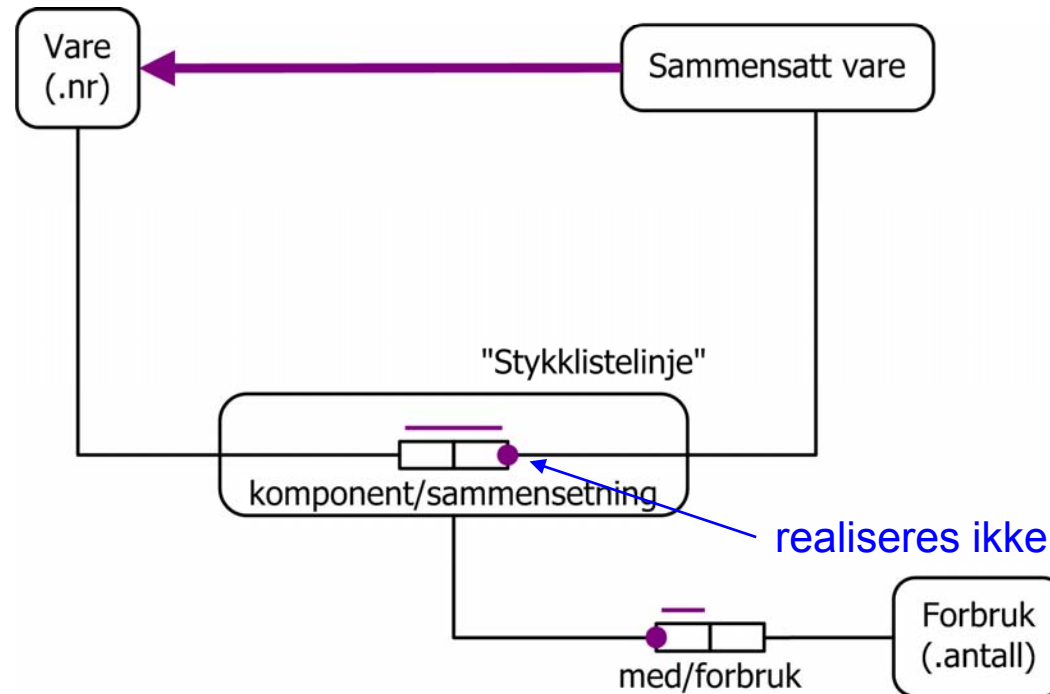 Vare
(.nr)
Sammensatt vare
"Stykklistelinje"
komponent/sammensetning
realiseres ikke
Forbruk
(.antall)
med/forbruk